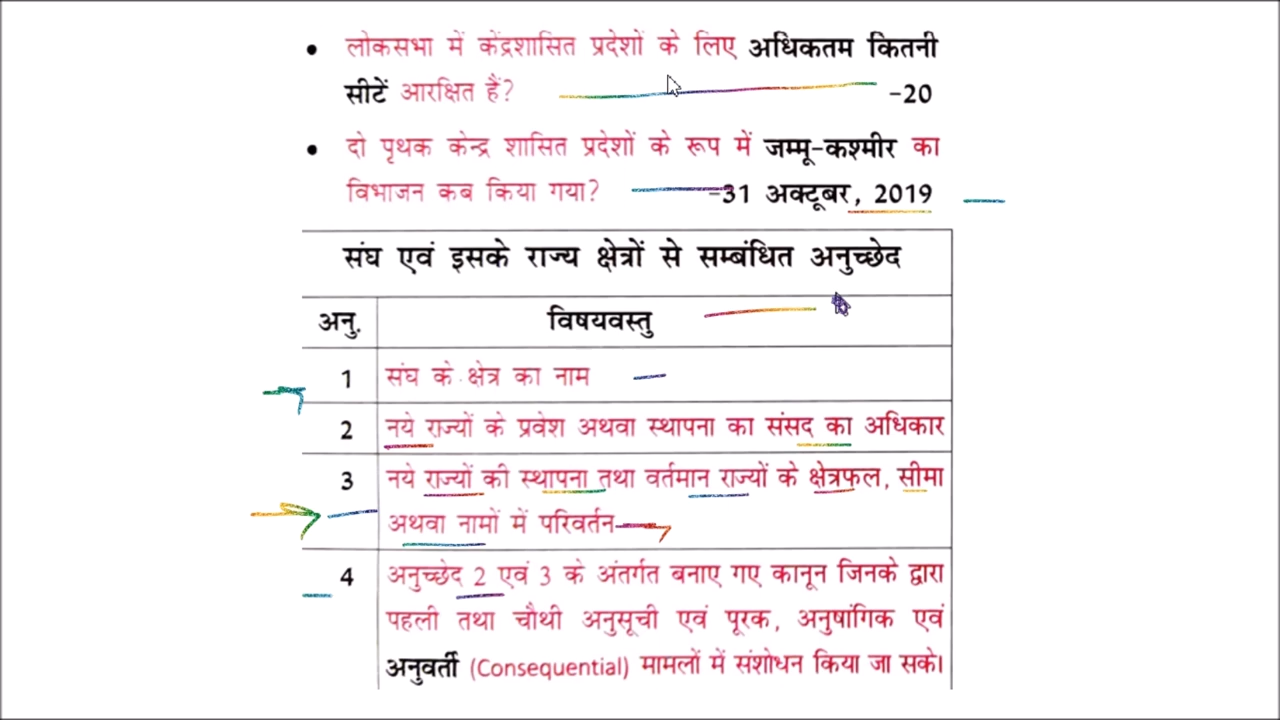 • लोकसभा में केंद्रशासित प्रदेशों के लिए अधिकतम कितनी
सीटें आरक्षित हैं? -20
• दो पृथक केन्द्र शासित प्रदेशों के रूप में जम्मू-कश्मीर का
विभाजन कब किया गया? -31 अक्टूबर, 2019
संघ एवं इसके राज्य क्षेत्रों से सम्बंधित अनुच्छेद
अनु. विषयवस्तु
1 संघ के क्षेत्र का नाम
2 नये राज्यों के प्रवेश अथवा स्थापना का संसद का अधिकार
3 नये राज्यों की स्थापना तथा वर्तमान राज्यों के क्षेत्रफल, सीमा
अथवा नामों में परिवर्तन
4 अनुच्छेद 2 एवं 3 के अंतर्गत बनाए गए कानून जिनके द्वारा
पहली तथा चौथी अनुसूची एवं पूरक, अनुषांगिक एवं
अनुवर्ती (Consequential) मामलों में संशोधन किया जा सके।